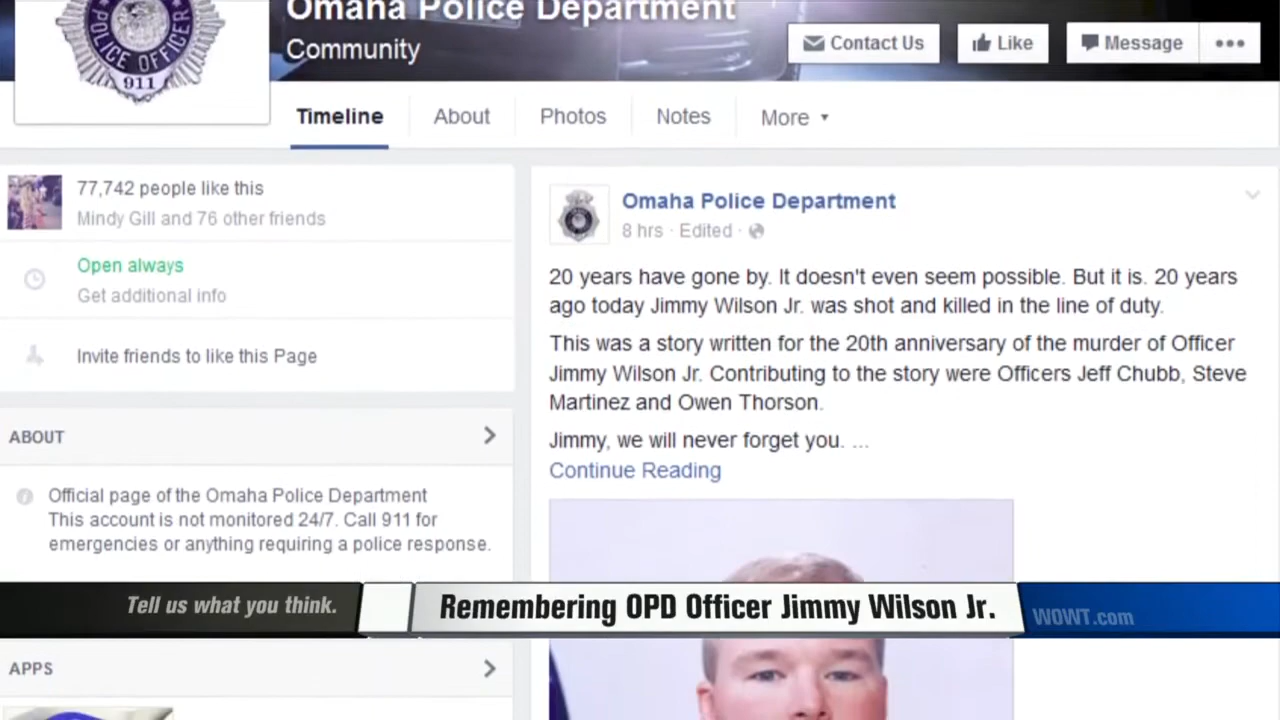 Omaha Police Department
Community
POLICE OFFICER
911
Contact Us
Like
Message
Timeline
About
Photos
Notes
More
77,742 people like this
Mindy Gill and 76 other friends
Open always
Get additional info
Invite friends to like this Page
ABOUT
Official page of the Omaha Police Department
This account is not monitored 24/7. Call 911 for
emergencies or anything requiring a police response.
Omaha Police Department
8 hrs · Edited ·
20 years have gone by. It doesn't even seem possible. But it is. 20 years
ago today Jimmy Wilson Jr. was shot and killed in the line of duty.
This was a story written for the 20th anniversary of the murder of Officer
Jimmy Wilson Jr. Contributing to the story were Officers Jeff Chubb, Steve
Martinez and Owen Thorson.
Jimmy, we will never forget you. ...
Continue Reading
Tell us what you think.
Remembering OPD Officer Jimmy Wilson Jr.
WOWT.com
APPS